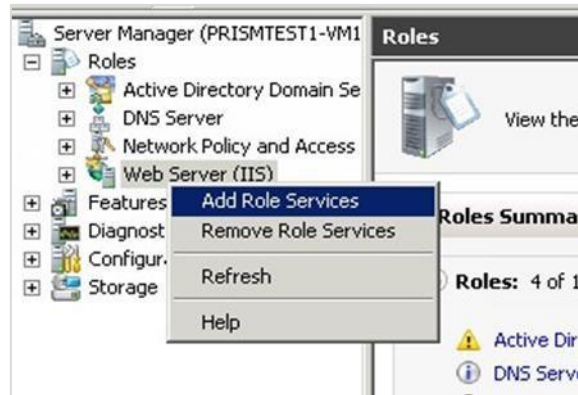 Server Manager (PRISMTEST1-VM1
Roles
Active Directory Domain Se
DNS Server
Network Policy and Access
Web Server (IIS)
Features
Diagnost
Configur
Storage
Add Role Services
Remove Role Services
Refresh
Help
Roles
View the
Roles Summa
Roles: 4 of 1
Active Dir
DNS Serve